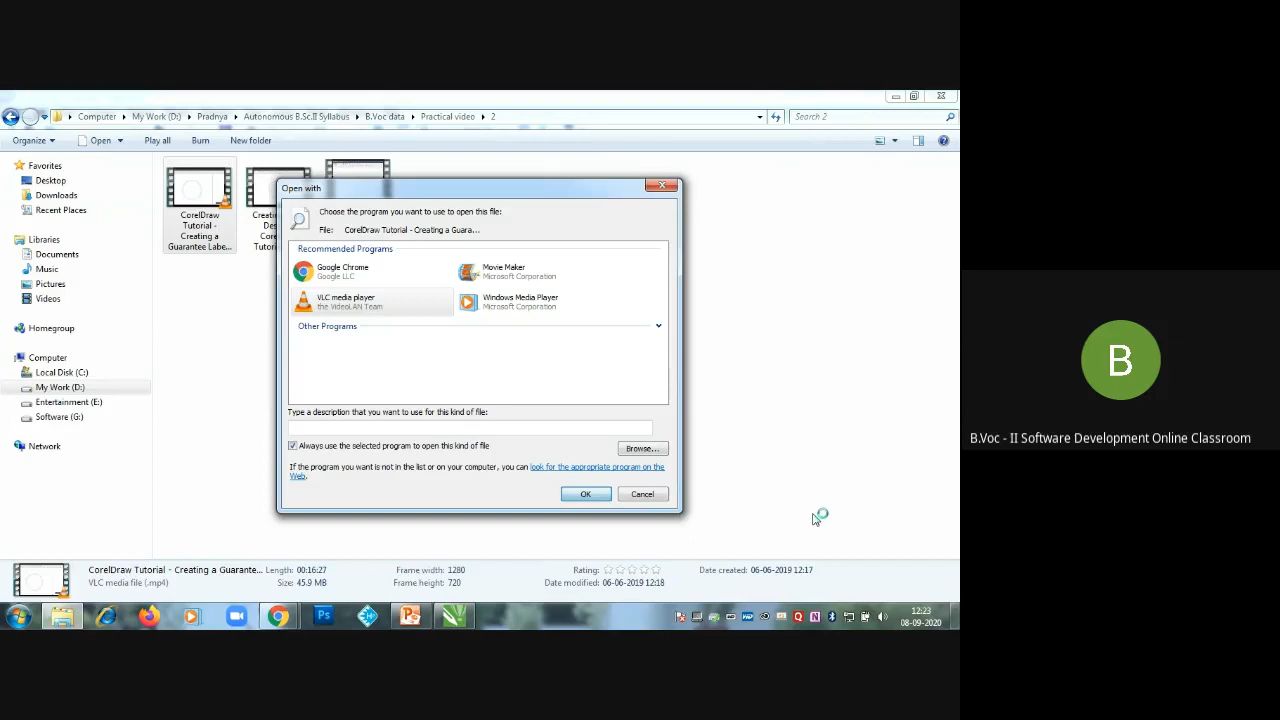 Computer
My Work (D:)
Pradnya
Autonomous B.Sc.II Syllabus
B.Voc data
Practical video
2
Search 2
Organize
Open
Play all
Burn
New folder
Favorites
Desktop
Downloads
Recent Places
Libraries
Documents
Music
Pictures
Videos
Homegroup
Computer
Local Disk (C:)
My Work (D:)
Entertainment (E:)
Software (G:)
Network
CorelDraw
Tutorial -
Creating a
Guarantee Labe...
Open with
Choose the program you want to use to open this file:
File: CorelDraw Tutorial - Creating a Guara...
Recommended Programs
Google Chrome
Google LLC
Movie Maker
Microsoft Corporation
VLC media player
the VideoLAN Team
Windows Media Player
Microsoft Corporation
Other Programs
Type a description that you want to use for this kind of file:
Always use the selected program to open this kind of file
Browse...
If the program you want is not in the list or on your computer, you can look for the appropriate program on the
Web.
OK
Cancel
CorelDraw Tutorial - Creating a Guarante...
VLC media file (.mp4)
Length: 00:16:27
Size: 45.9 MB
Frame width: 1280
Frame height: 720
Rating:
Date modified: 06-06-2019 12:18
Date created: 06-06-2019 12:17
Ps
12:23
08-09-2020
B
B.Voc - II Software Development Online Classroom